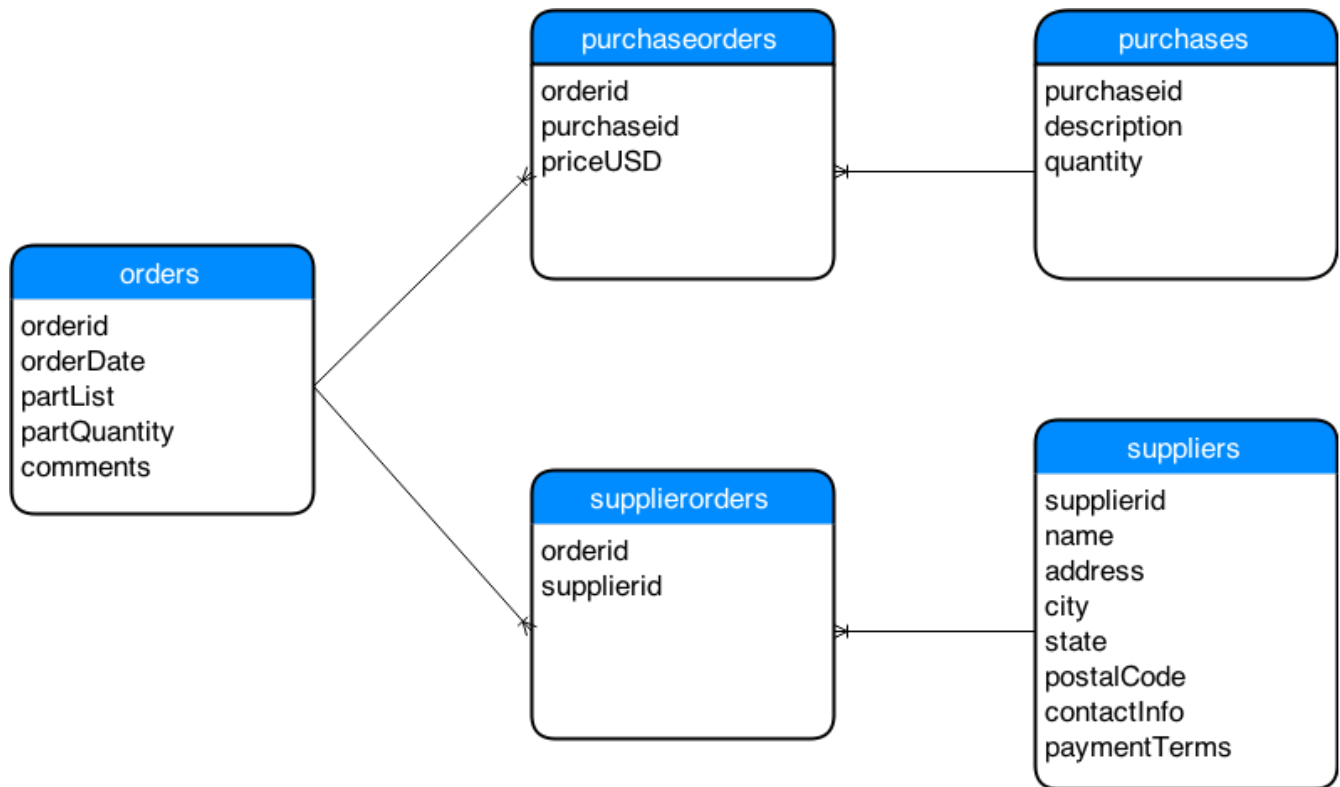 purchaseorders
orderid
purchaseid
priceUSD
purchases
purchaseid
description
quantity
orders
orderid
orderDate
partList
partQuantity
comments
supplierorders
orderid
supplierid
suppliers
supplierid
name
address
city
state
postalCode
contactInfo
paymentTerms